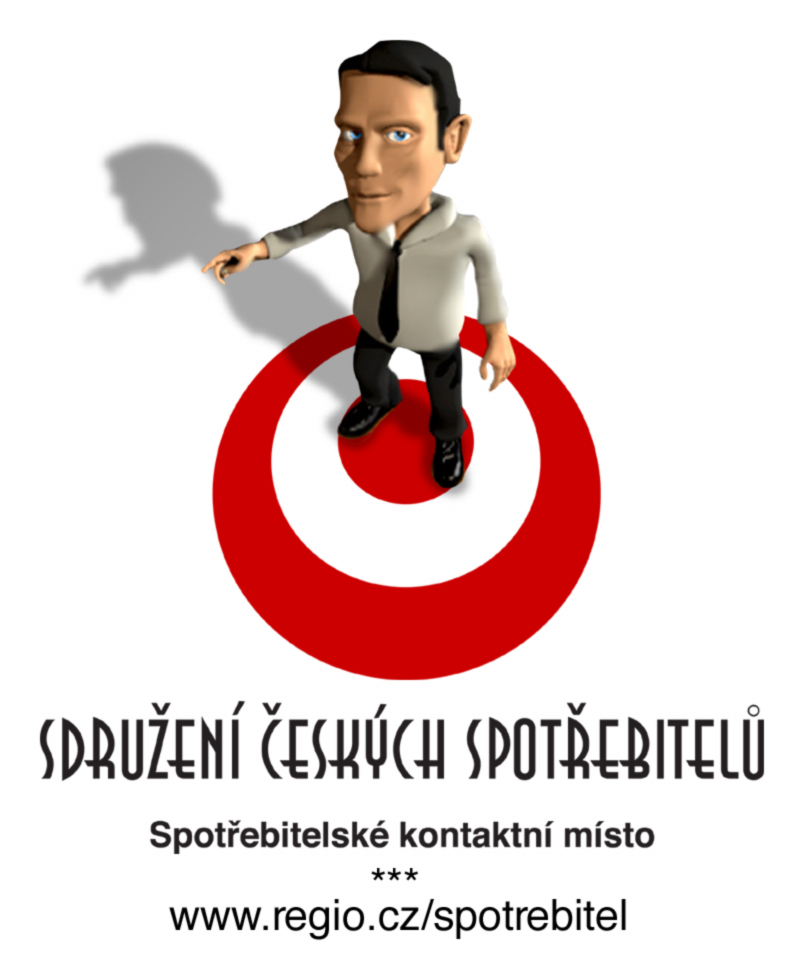 SDRUŽENÍ ČESKÝCH SPOTŘEBITELŮ
Spotřebitelské kontaktní místo
***
www.regio.cz/spotrebitel